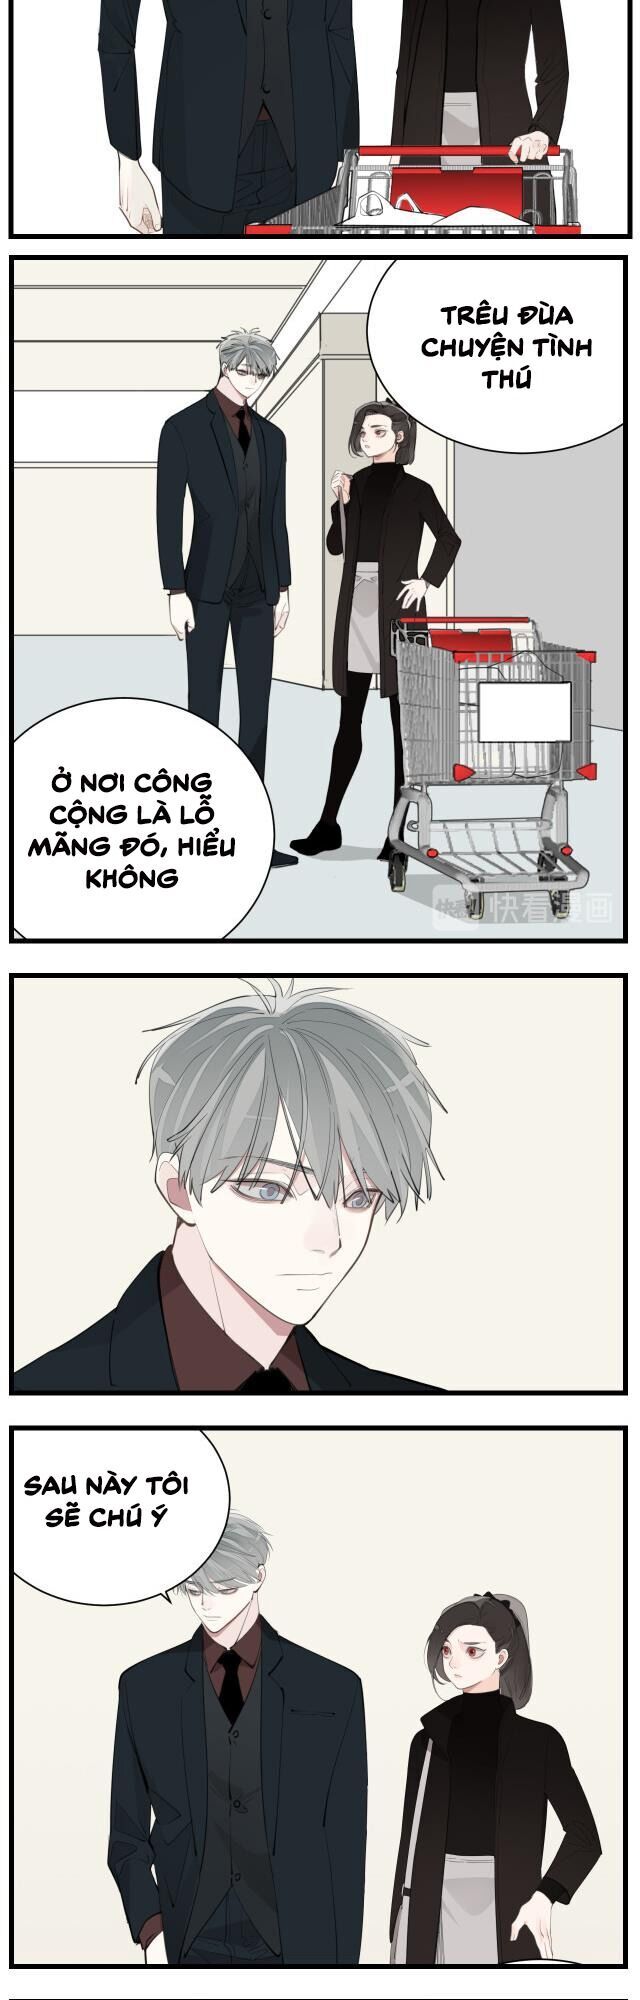 TRÊU ĐÙA
CHUYỆN TÌNH
THÚ
Ở NƠI CÔNG
CỘNG LÀ LỖ
MÃNG ĐÓ, HIỂU
KHÔNG
快看漫画
SAU NÀY TÔI
SẼ CHÚ Ý